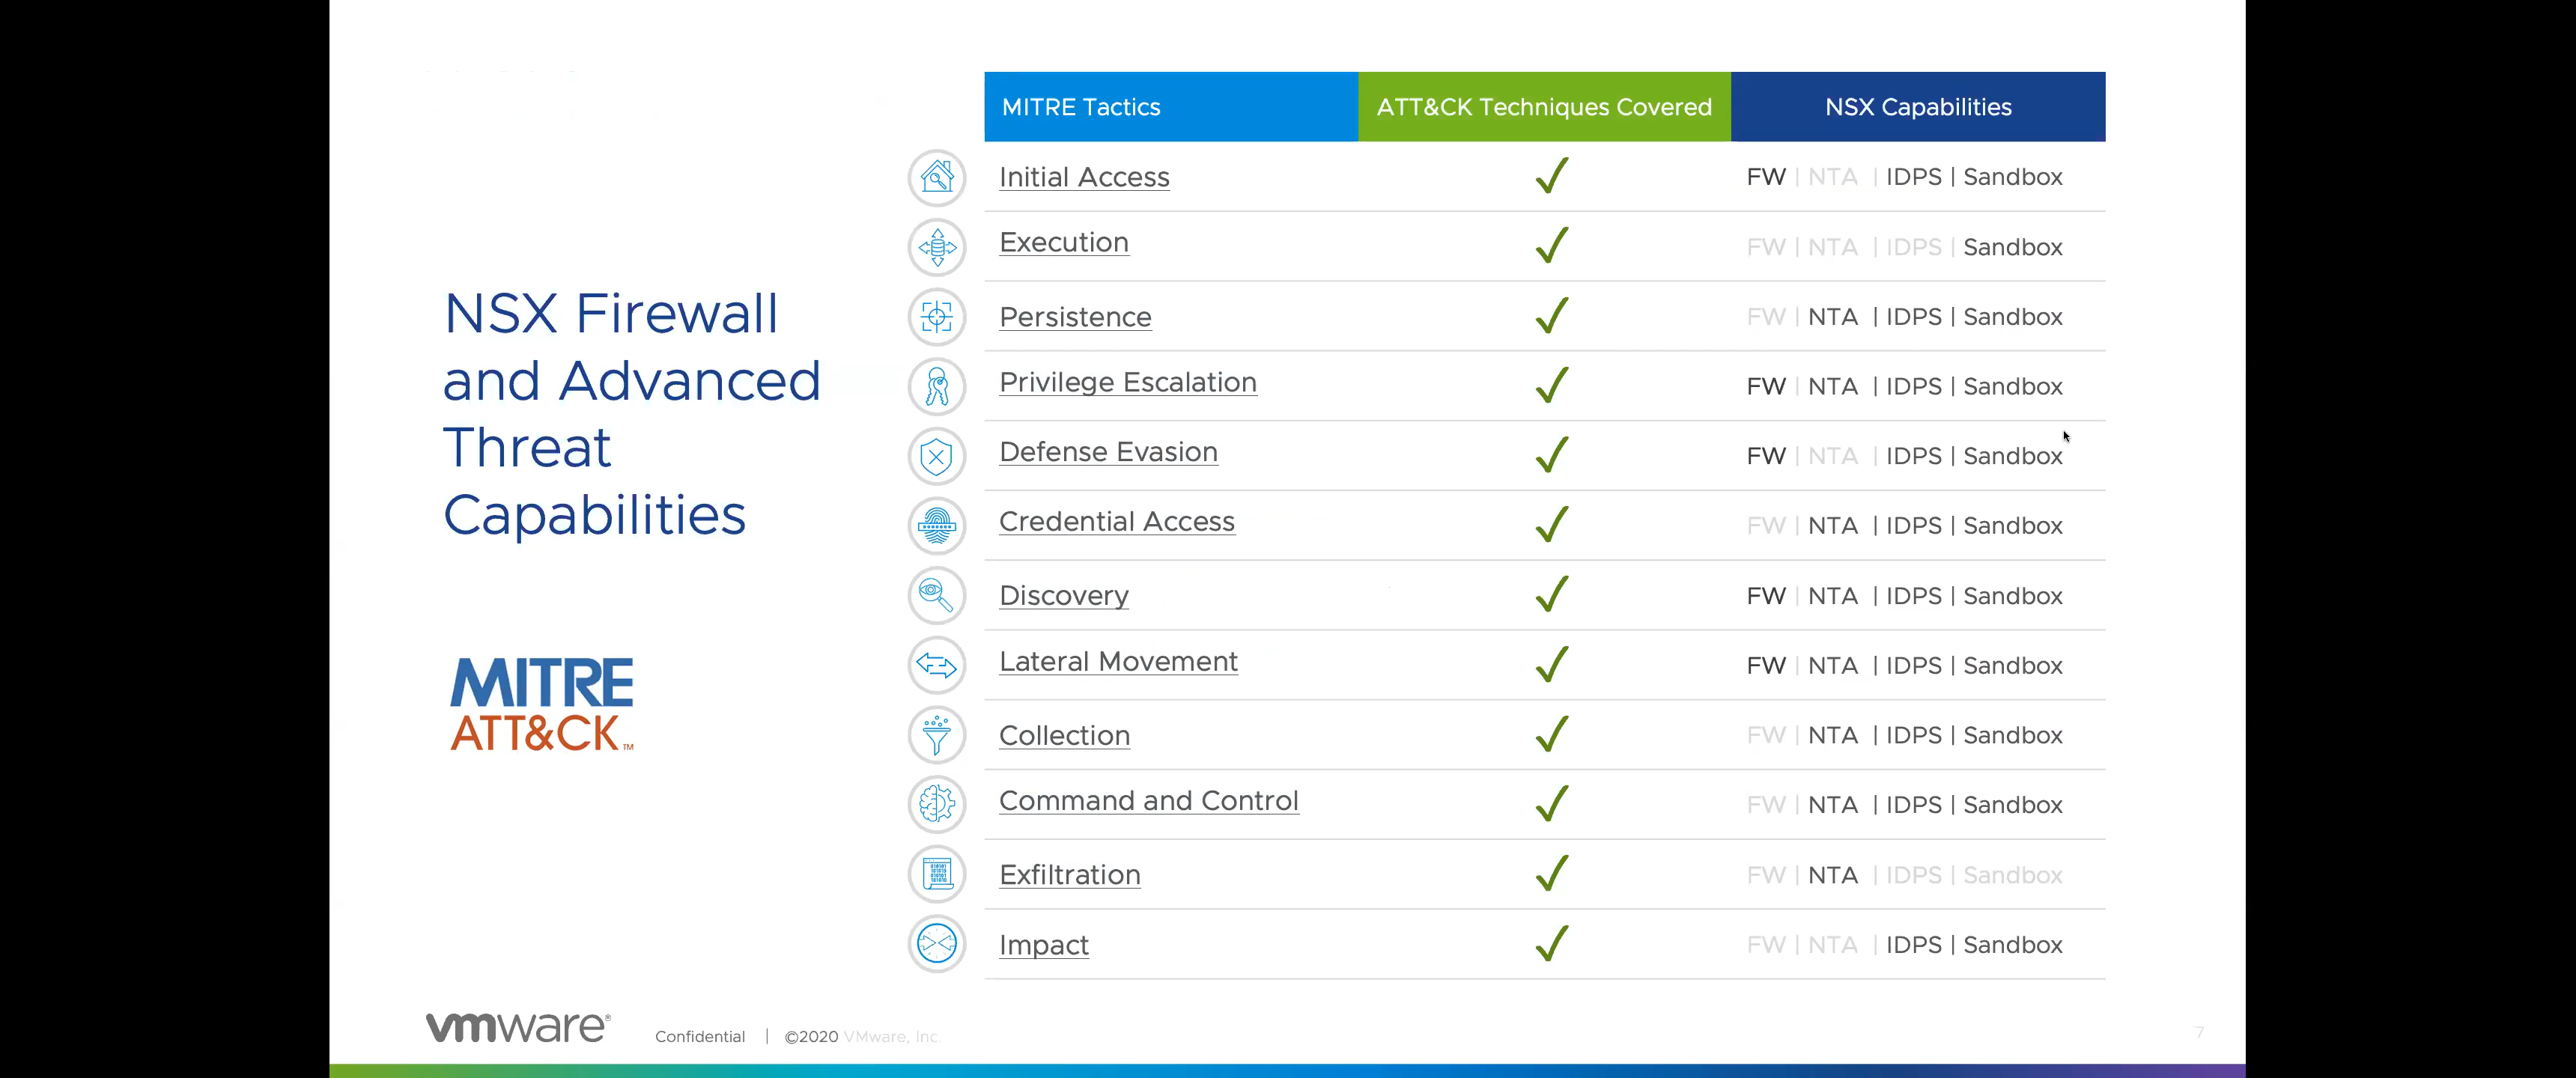 NSX Firewall
and Advanced
Threat
Capabilities
MITRE
ATT&CK™
MITRE Tactics ATT&CK Techniques Covered NSX Capabilities
Initial Access ✓ FW | NTA | IDPS | Sandbox
Execution ✓ FW | NTA | IDPS | Sandbox
Persistence ✓ FW | NTA | IDPS | Sandbox
Privilege Escalation ✓ FW | NTA | IDPS | Sandbox
Defense Evasion ✓ FW | NTA | IDPS | Sandbox
Credential Access ✓ FW | NTA | IDPS | Sandbox
Discovery ✓ FW | NTA | IDPS | Sandbox
Lateral Movement ✓ FW | NTA | IDPS | Sandbox
Collection ✓ FW | NTA | IDPS | Sandbox
Command and Control ✓ FW | NTA | IDPS | Sandbox
Exfiltration ✓ FW | NTA | IDPS | Sandbox
Impact ✓ FW | NTA | IDPS | Sandbox
vmware® Confidential | ©2020 VMware, Inc. 7